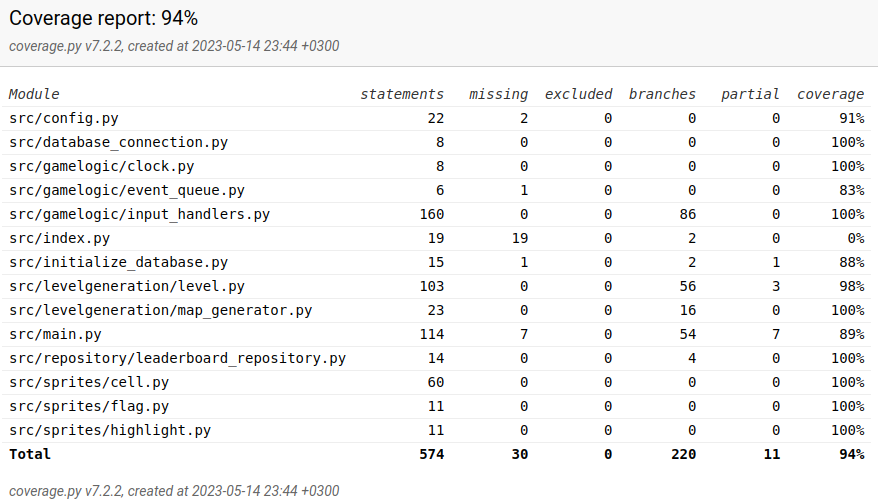 Coverage report: 94%
coverage.py v7.2.2, created at 2023-05-14 23:44 +0300
Module statements missing excluded branches partial coverage
src/config.py 22 2 0 0 0 91%
src/database_connection.py 8 0 0 0 0 100%
src/gamelogic/clock.py 8 0 0 0 0 100%
src/gamelogic/event_queue.py 6 1 0 0 0 83%
src/gamelogic/input_handlers.py 160 0 0 86 0 100%
src/index.py 19 19 0 2 0 0%
src/initialize_database.py 15 1 0 2 1 88%
src/levelgeneration/level.py 103 0 0 56 3 98%
src/levelgeneration/map_generator.py 23 0 0 16 0 100%
src/main.py 114 7 0 54 7 89%
src/repository/leaderboard_repository.py 14 0 0 4 0 100%
src/sprites/cell.py 60 0 0 0 0 100%
src/sprites/flag.py 11 0 0 0 0 100%
src/sprites/highlight.py 11 0 0 0 0 100%
Total 574 30 0 220 11 94%
coverage.py v7.2.2, created at 2023-05-14 23:44 +0300